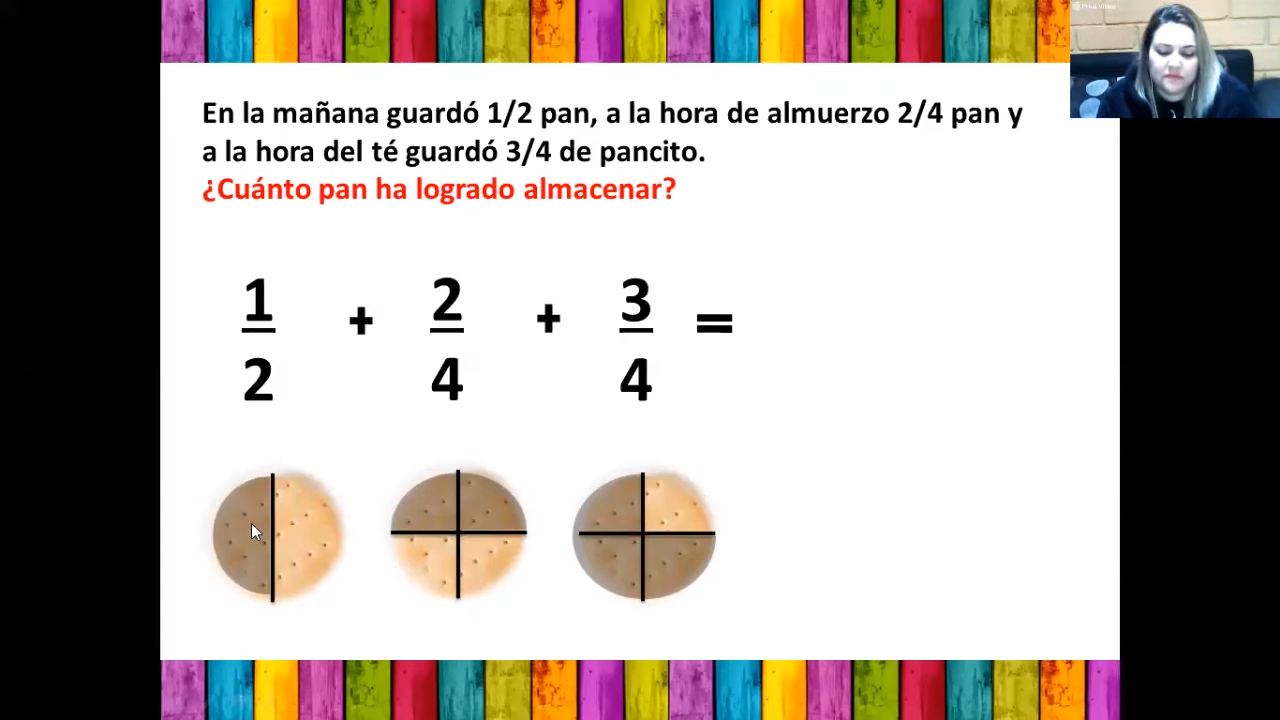 En la mañana guardó 1/2 pan, a la hora de almuerzo 2/4 pan y
a la hora del té guardó 3/4 de pancito.
¿Cuánto pan ha logrado almacenar?
1 2 3
+ + =
2 4 4